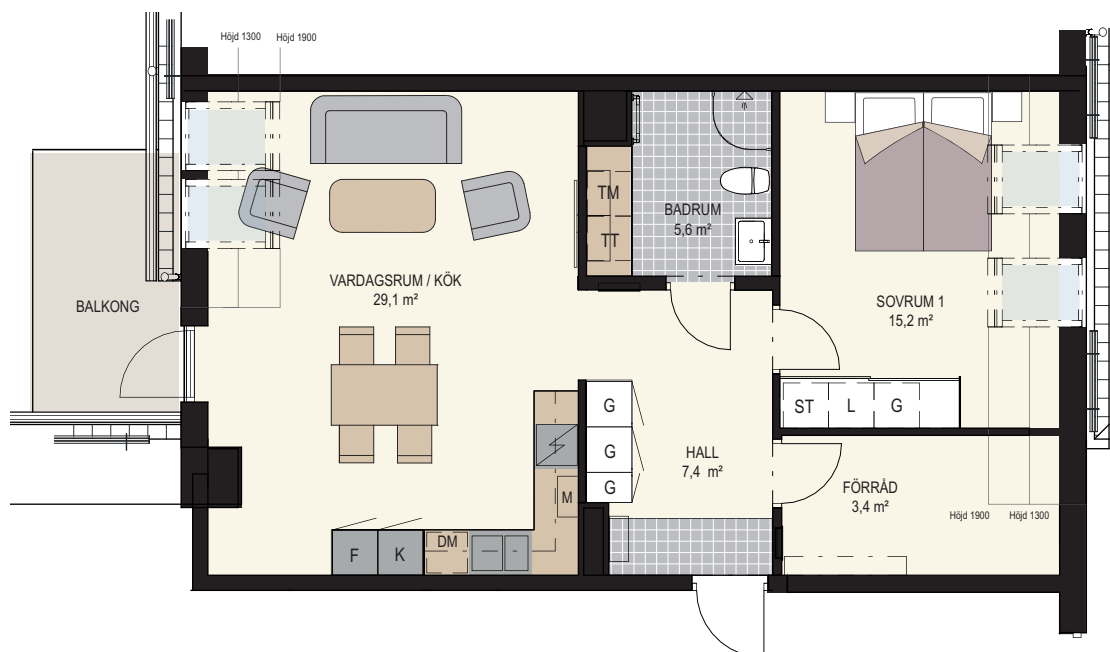 Höjd 1300
Höjd 1900
TM
TT
BADRUM
5,6 m²
VARDAGSRUM / KÖK
29,1 m²
BALKONG
SOVRUM 1
15,2 m²
ST
L
G
G
G
G
HALL
7,4 m²
FÖRRÅD
3,4 m²
M
F
K
DM
Höjd 1900
Höjd 1300